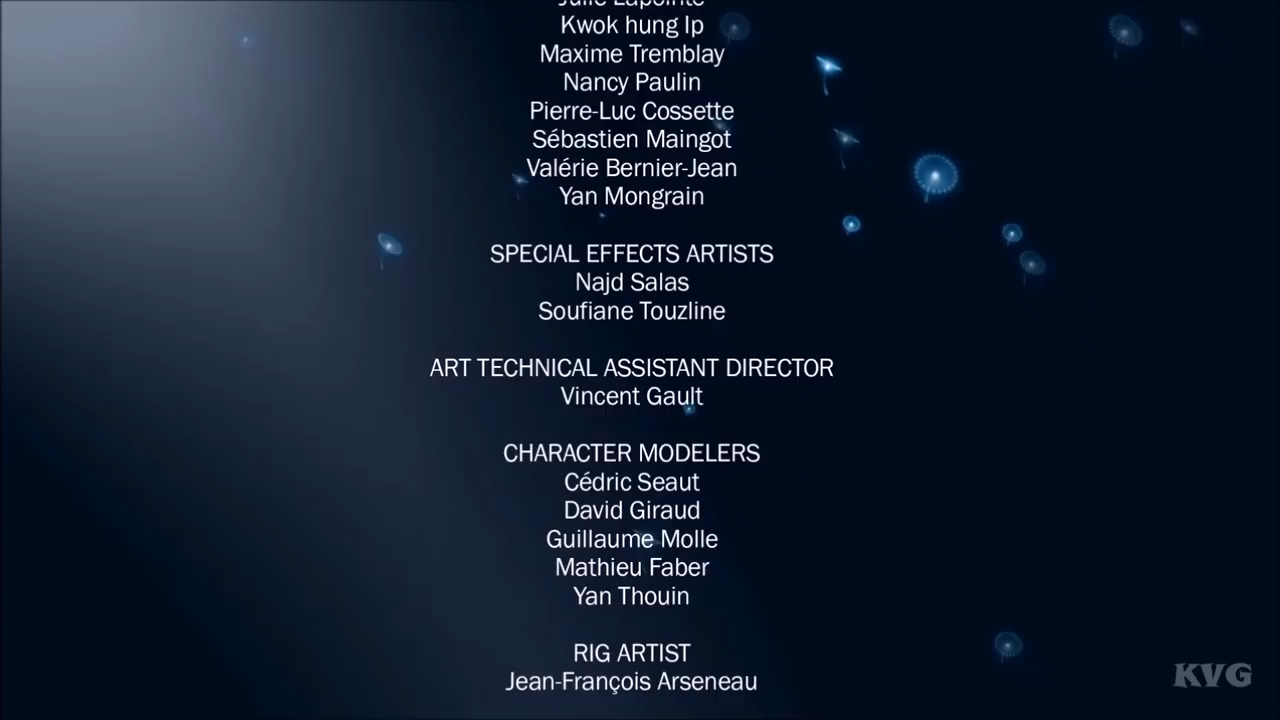 Julie Lapointe
Kwok hung Ip
Maxime Tremblay
Nancy Paulin
Pierre-Luc Cossette
Sébastien Maingot
Valérie Bernier-Jean
Yan Mongrain
SPECIAL EFFECTS ARTISTS
Najd Salas
Soufiane Touzline
ART TECHNICAL ASSISTANT DIRECTOR
Vincent Gault
CHARACTER MODELERS
Cédric Seaut
David Giraud
Guillaume Molle
Mathieu Faber
Yan Thouin
RIG ARTIST
Jean-François Arseneau
KVG